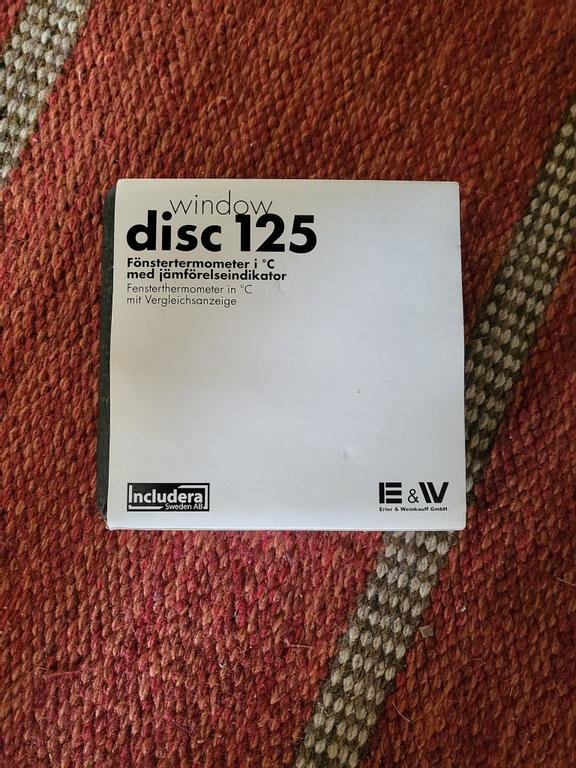 window
disc 125
Fönstertermometer i °C
med jämförelseindikator
Fensterthermometer in °C
mit Vergleichsanzeige
Includera
Sweden AB
E & W
Erler & Weinkauff GmbH